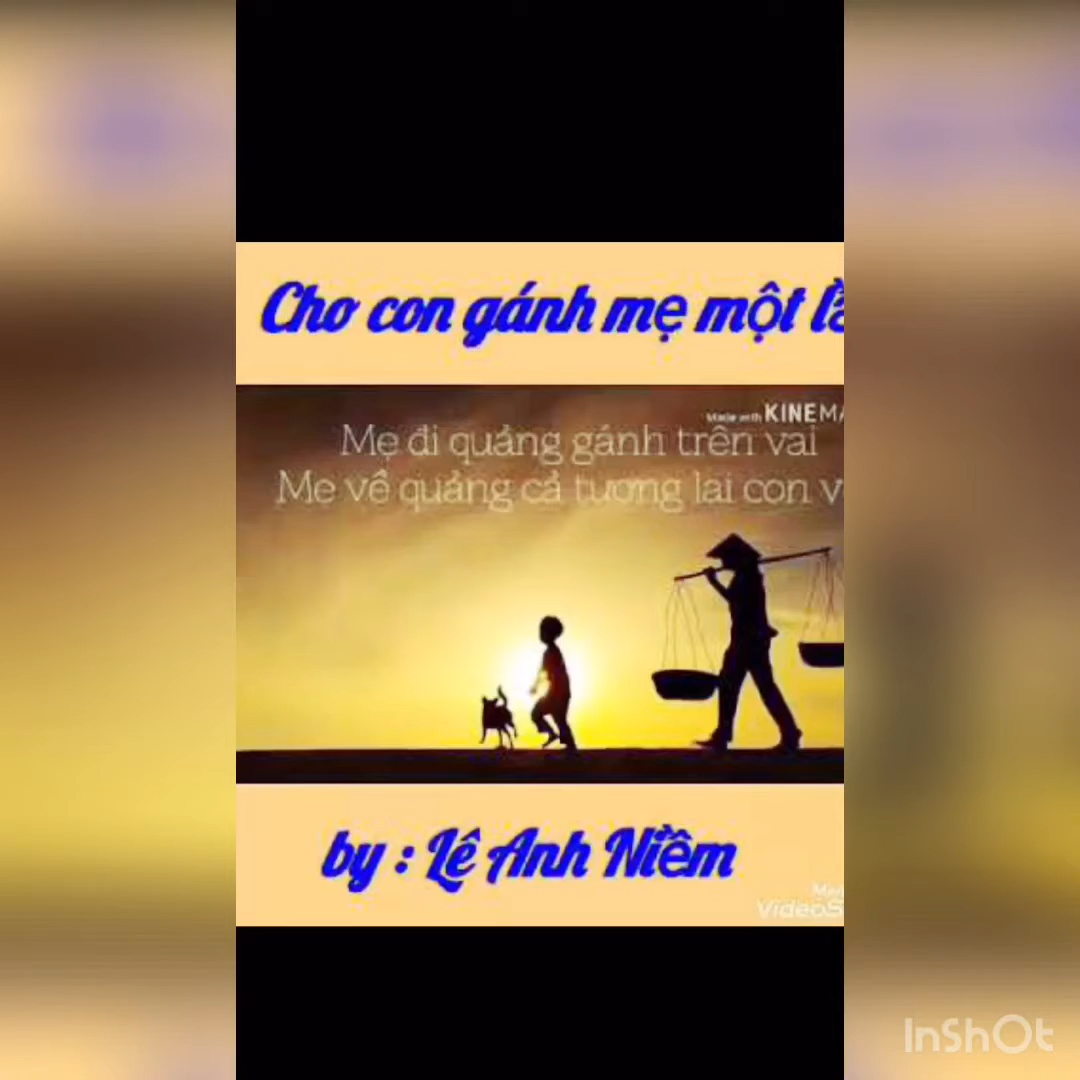 Cho con gánh mẹ một
Made with KINEMA
Mẹ đi quảng gánh trên vai
Mẹ về quảng cả tương lai con
by : Lê Anh Niềm
VideoS
InShOt